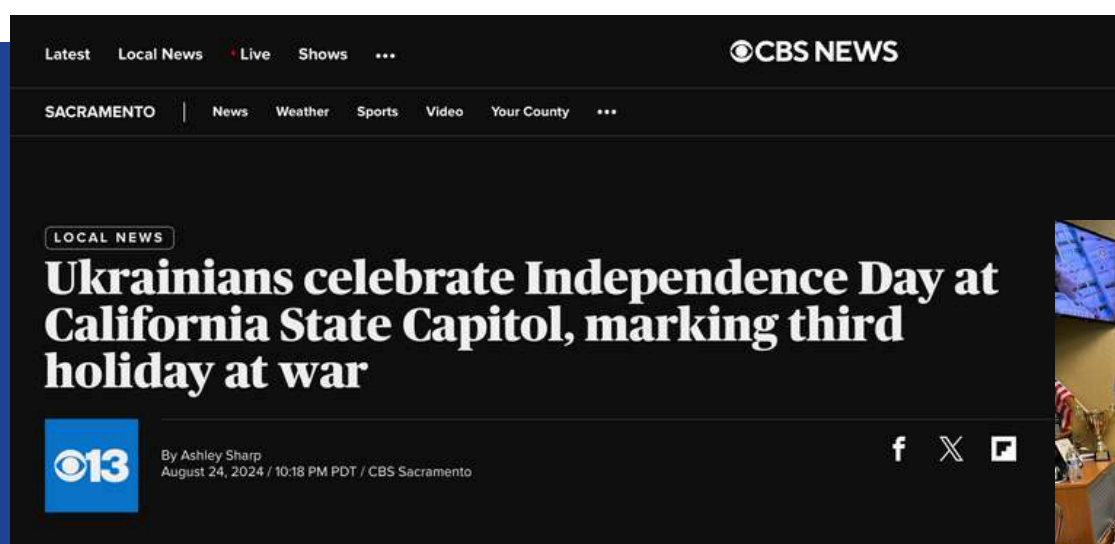 Latest Local News • Live Shows •••
CBS NEWS
SACRAMENTO | News Weather Sports Video Your County •••
LOCAL NEWS
Ukrainians celebrate Independence Day at
California State Capitol, marking third
holiday at war
13
By Ashley Sharp
August 24, 2024 / 10:18 PM PDT / CBS Sacramento
f X